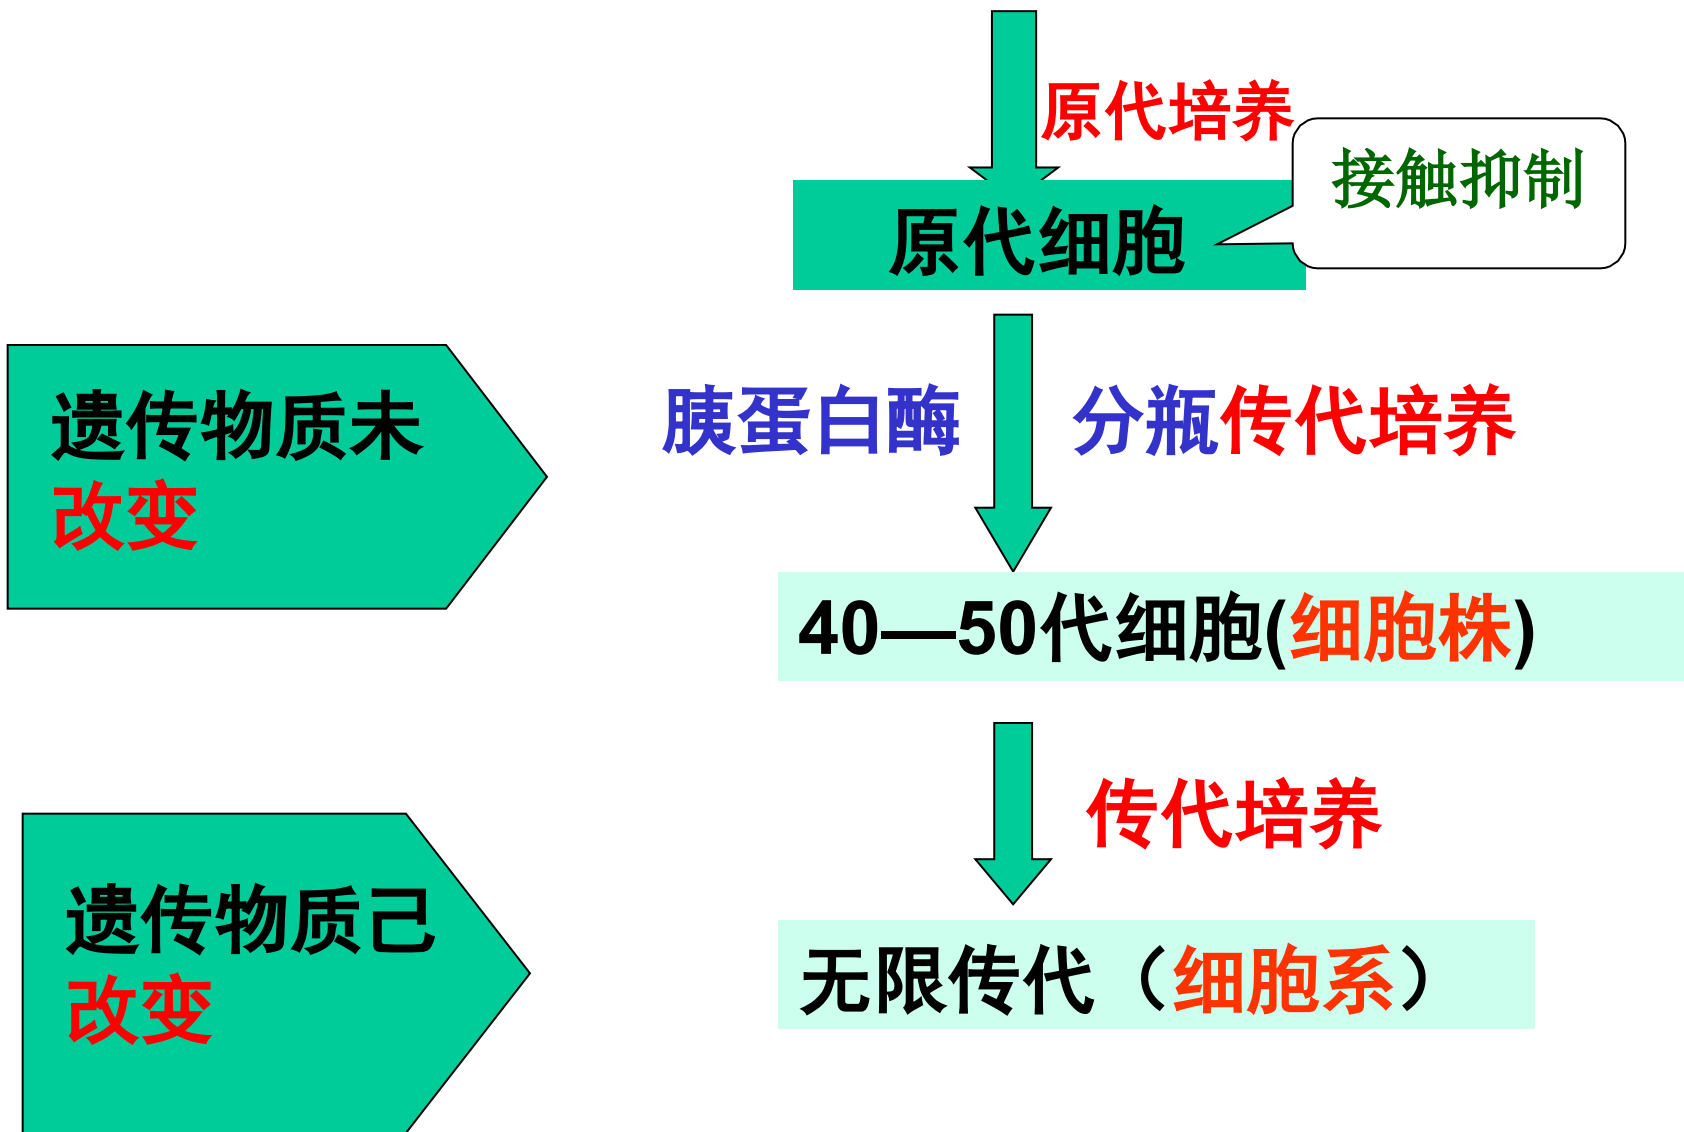 原代培养
接触抑制
原代细胞
遗传物质未
改变
胰蛋白酶
分瓶传代培养
40—50代细胞(细胞株)
传代培养
遗传物质己
改变
无限传代（细胞系）